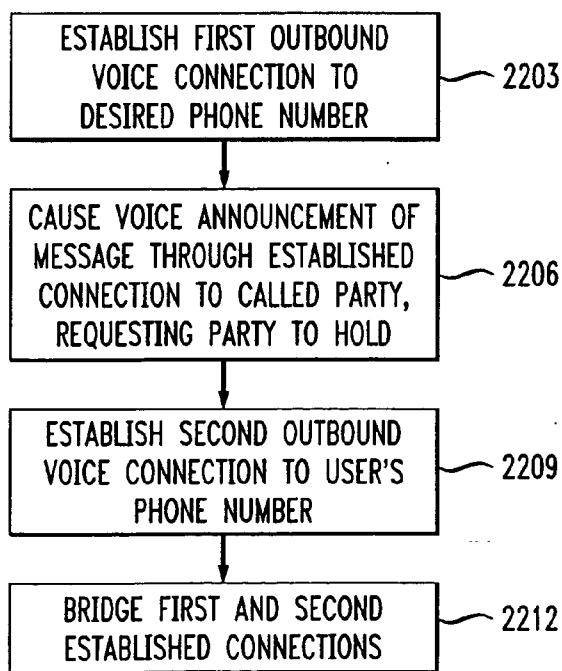 ESTABLISH FIRST OUTBOUND
VOICE CONNECTION TO
DESIRED PHONE NUMBER
2203
CAUSE VOICE ANNOUNCEMENT OF
MESSAGE THROUGH ESTABLISHED
CONNECTION TO CALLED PARTY,
REQUESTING PARTY TO HOLD
2206
ESTABLISH SECOND OUTBOUND
VOICE CONNECTION TO USER'S
PHONE NUMBER
2209
BRIDGE FIRST AND SECOND
ESTABLISHED CONNECTIONS
2212